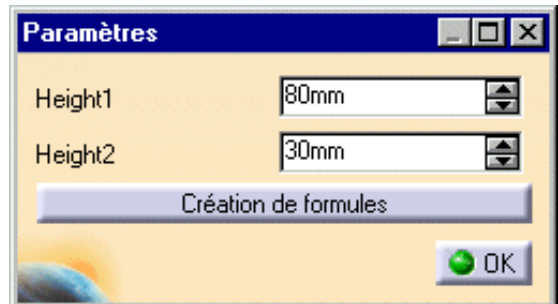 Paramètres
Height1 80mm
Height2 30mm
Création de formules
OK